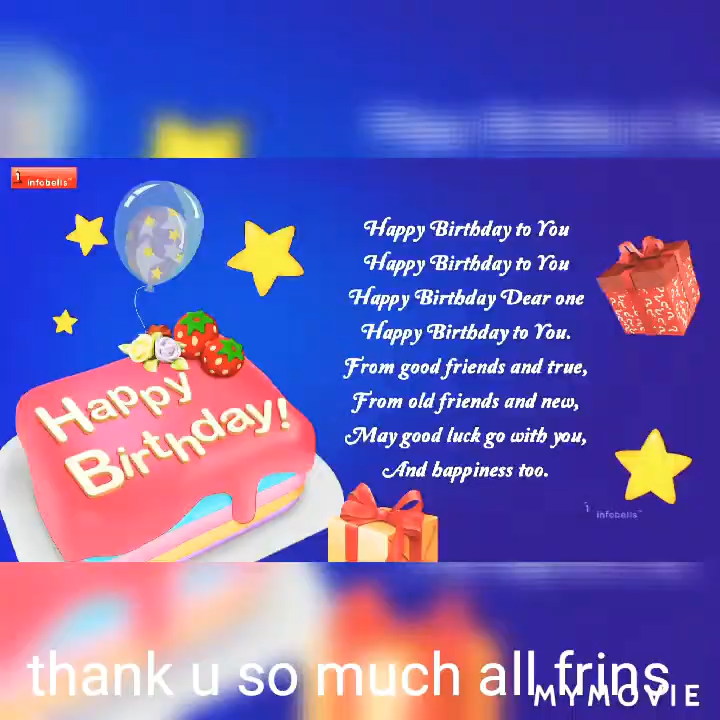 infobells™
Happy Birthday to You
Happy Birthday to You
Happy Birthday Dear one
Happy Birthday to You.
From good friends and true,
From old friends and new,
May good luck go with you,
And happiness too.
Happy
Birthday!
infobells™
thank u so much all frins
MYMOVIE